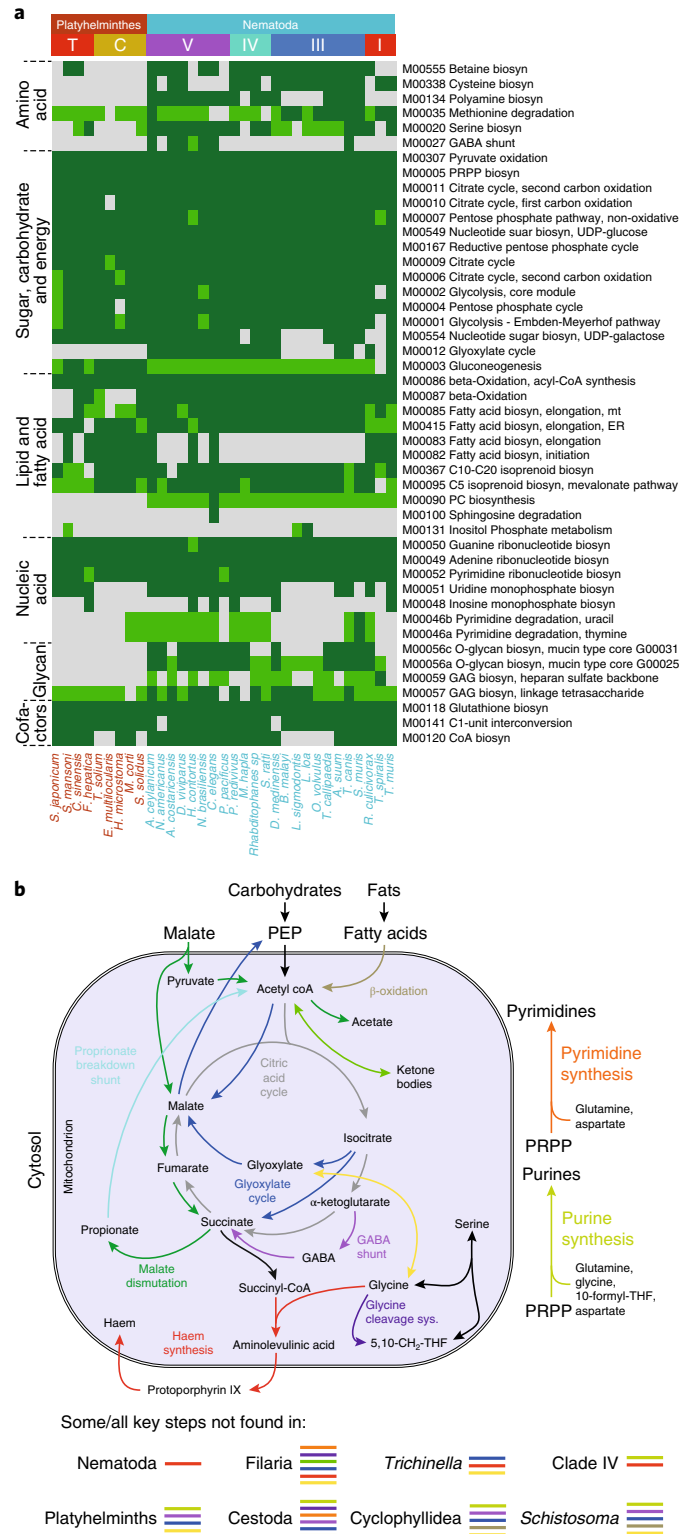 a
Platyhelminthes
Nematoda
T
C
V
IV
III
I
Amino
acid
Sugar, carbohydrate
and energy
Lipid and
fatty acid
Nucleic
acid
Glycan
Cofa-
ctors
M00555 Betaine biosyn
M00338 Cysteine biosyn
M00134 Polyamine biosyn
M00035 Methionine degradation
M00020 Serine biosyn
M00027 GABA shunt
M00307 Pyruvate oxidation
M00005 PRPP biosyn
M00011 Citrate cycle, second carbon oxidation
M00010 Citrate cycle, first carbon oxidation
M00007 Pentose phosphate pathway, non-oxidative
M00549 Nucleotide suar biosyn, UDP-glucose
M00167 Reductive pentose phosphate cycle
M00009 Citrate cycle
M00006 Citrate cycle, second carbon oxidation
M00002 Glycolysis, core module
M00004 Pentose phosphate cycle
M00001 Glycolysis - Embden-Meyerhof pathway
M00554 Nucleotide sugar biosyn, UDP-galactose
M00012 Glyoxylate cycle
M00003 Gluconeogenesis
M00086 beta-Oxidation, acyl-CoA synthesis
M00087 beta-Oxidation
M00085 Fatty acid biosyn, elongation, mt
M00415 Fatty acid biosyn, elongation, ER
M00083 Fatty acid biosyn, elongation
M00082 Fatty acid biosyn, initiation
M00367 C10-C20 isoprenoid biosyn
M00095 C5 isoprenoid biosyn, mevalonate pathway
M00090 PC biosynthesis
M00100 Sphingosine degradation
M00131 Inositol Phosphate metabolism
M00050 Guanine ribonucleotide biosyn
M00049 Adenine ribonucleotide biosyn
M00052 Pyrimidine ribonucleotide biosyn
M00051 Uridine monophosphate biosyn
M00048 Inosine monophosphate biosyn
M00046b Pyrimidine degradation, uracil
M00046a Pyrimidine degradation, thymine
M00056c O-glycan biosyn, mucin type core G00031
M00056a O-glycan biosyn, mucin type core G00025
M00059 GAG biosyn, heparan sulfate backbone
M00057 GAG biosyn, linkage tetrasaccharide
M00118 Glutathione biosyn
M00141 C1-unit interconversion
M00120 CoA biosyn
S. japonicum
S. mansoni
C. sinensis
F. hepatica
T. solium
E. multilocularis
H. microstoma
M. corti
S. solidus
A. ceylanicum
N. americanus
A. costaricensis
D. viviparus
H. contortus
N. brasiliensis
C. elegans
P. pacificus
P. redivivus
M. hapla
Rhabditophanes sp
S. ratti
D. medinensis
B. malayi
L. sigmodontis
L. loa
O. volvulus
T. callipaeda
A. suum
T. canis
S. muris
R. culicivorax
T. spiralis
T. muris
b
Carbohydrates
Fats
Malate
PEP
Fatty acids
Pyruvate
Acetyl coA
β-oxidation
Acetate
Proprionate
breakdown
shunt
Citric
acid
cycle
Ketone
bodies
Malate
Isocitrate
Fumarate
Glyoxylate
Glyoxylate
cycle
α-ketoglutarate
Propionate
Succinate
GABA
shunt
GABA
Serine
Malate
dismutation
Succinyl-CoA
Glycine
Glycine
cleavage sys.
Haem
Haem
synthesis
Aminolevulinic acid
5,10-CH₂-THF
Protoporphyrin IX
Cytosol
Mitochondrion
Pyrimidines
Pyrimidine
synthesis
Glutamine,
aspartate
PRPP
Purines
Purine
synthesis
Glutamine,
glycine,
10-formyl-THF,
aspartate
PRPP
Some/all key steps not found in:
Nematoda
Filaria
Trichinella
Clade IV
Platyhelminths
Cestoda
Cyclophyllidea
Schistosoma